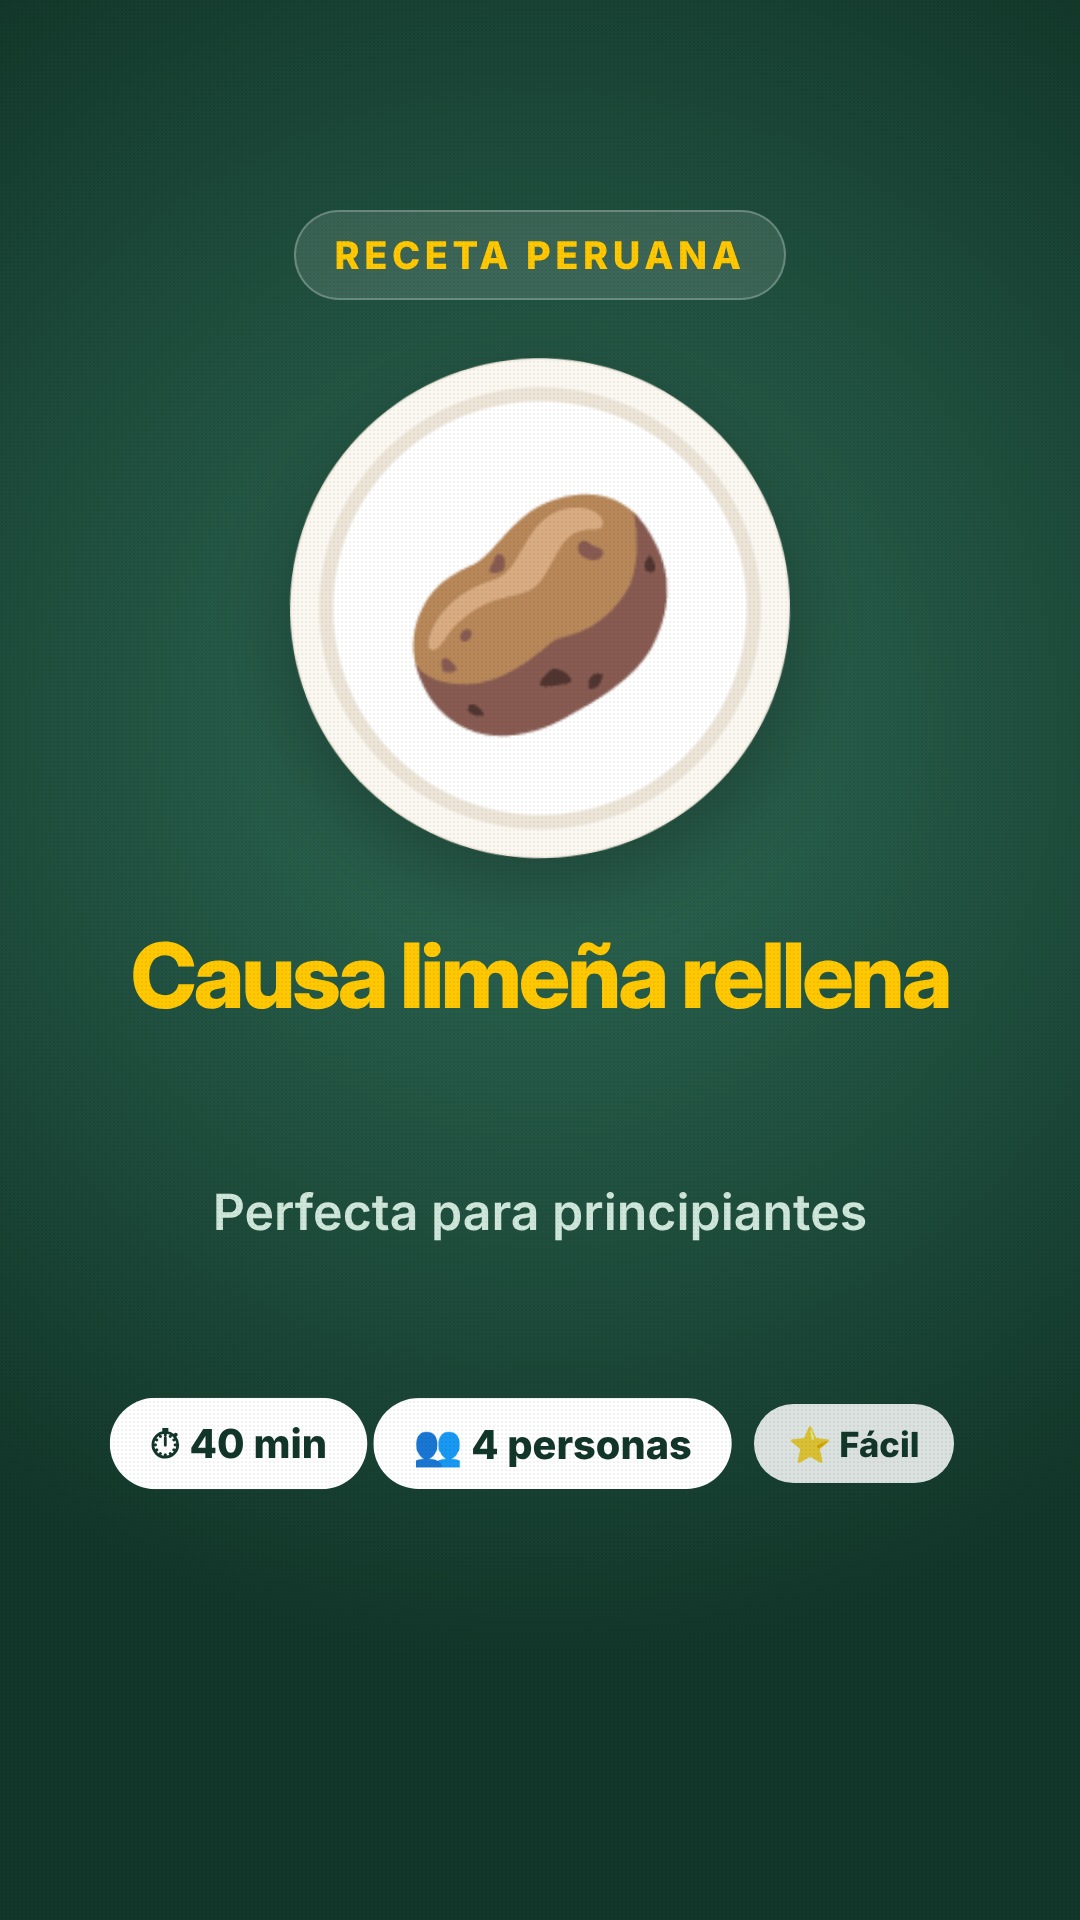 RECETA PERUANA
Causa limeña rellena
Perfecta para principiantes
⏱ 40 min
👥 4 personas
⭐ Fácil